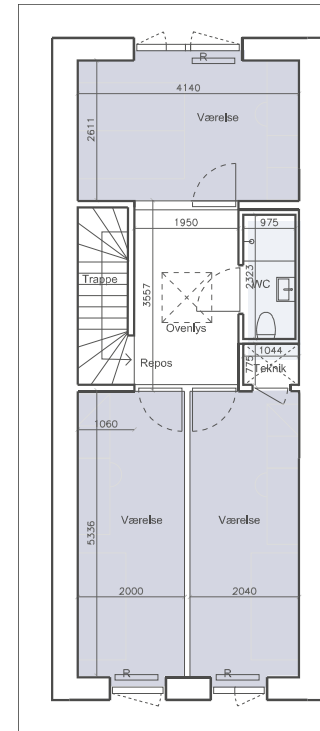 R
4140
Værelse
2611
1950
975
Trappe
3557
2323
WC
Ovenlys
1044
Repos
775
Teknik
1060
5336
Værelse
Værelse
2000
2040
R
R